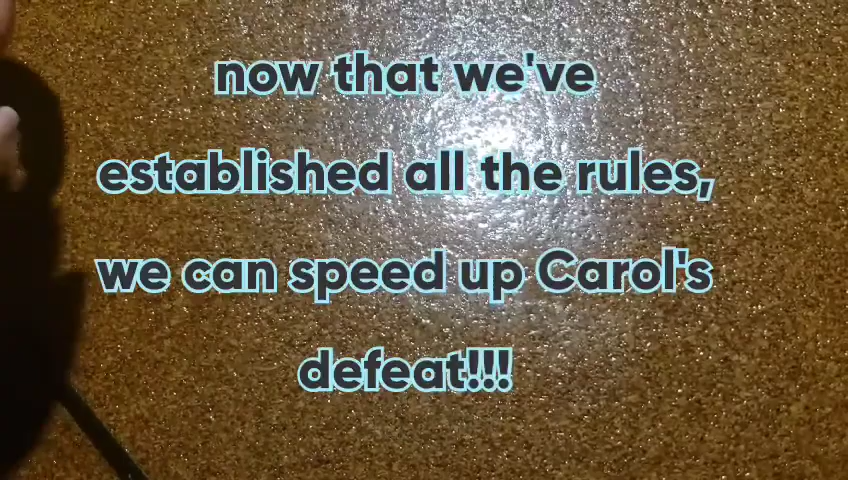 now that we've
established all the rules,
we can speed up Carol's
defeat!!!